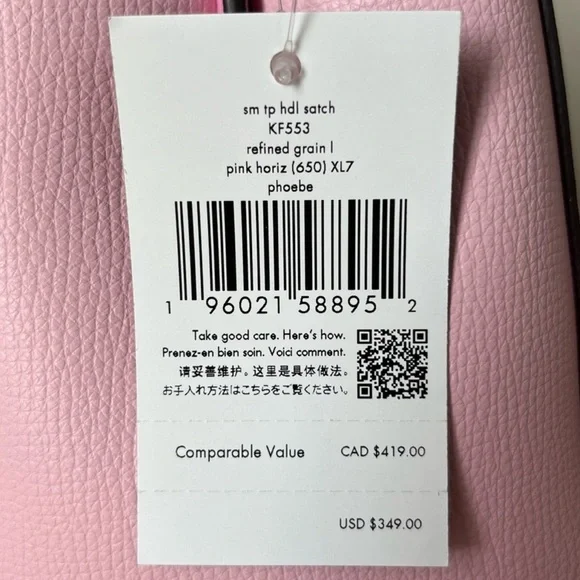 sm tp hdl satch
KF553
refined grain l
pink horiz (650) XL7
phoebe
1 96021 58895 2
Take good care. Here's how.
Prenez-en bien soin. Voici comment.
请妥善维护。这里是具体做法。
お手入れ方法はこちらをご覧ください。
Comparable Value CAD $419.00
USD $349.00